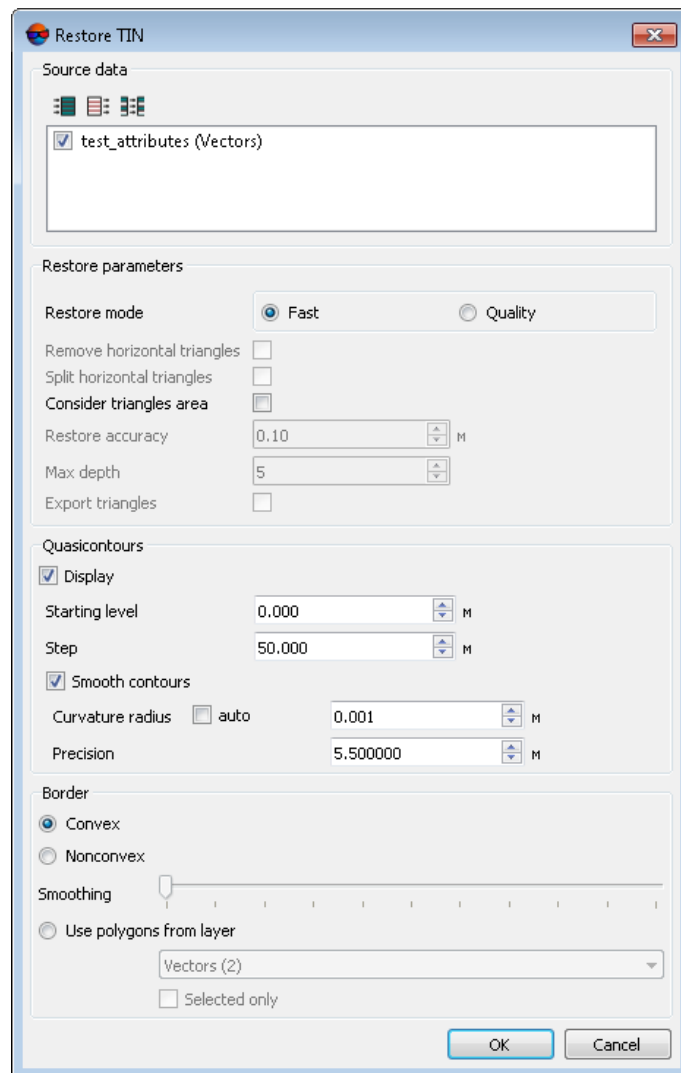 Restore TIN
Source data
test_attributes (Vectors)
Restore parameters
Restore mode Fast Quality
Remove horizontal triangles
Split horizontal triangles
Consider triangles area
Restore accuracy 0.10 м
Max depth 5
Export triangles
Quasicontours
Display
Starting level 0.000 м
Step 50.000 м
Smooth contours
Curvature radius auto 0.001 м
Precision 5.500000 м
Border
Convex
Nonconvex
Smoothing
Use polygons from layer
Vectors (2)
Selected only
OK Cancel